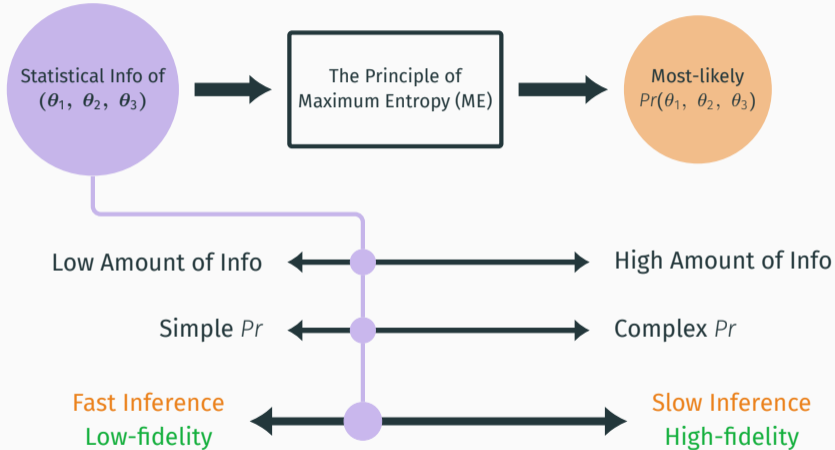 Statistical Info of
(θ₁, θ₂, θ₃)
The Principle of
Maximum Entropy (ME)
Most-likely
Pr(θ₁, θ₂, θ₃)
Low Amount of Info
High Amount of Info
Simple Pr
Complex Pr
Fast Inference
Low-fidelity
Slow Inference
High-fidelity